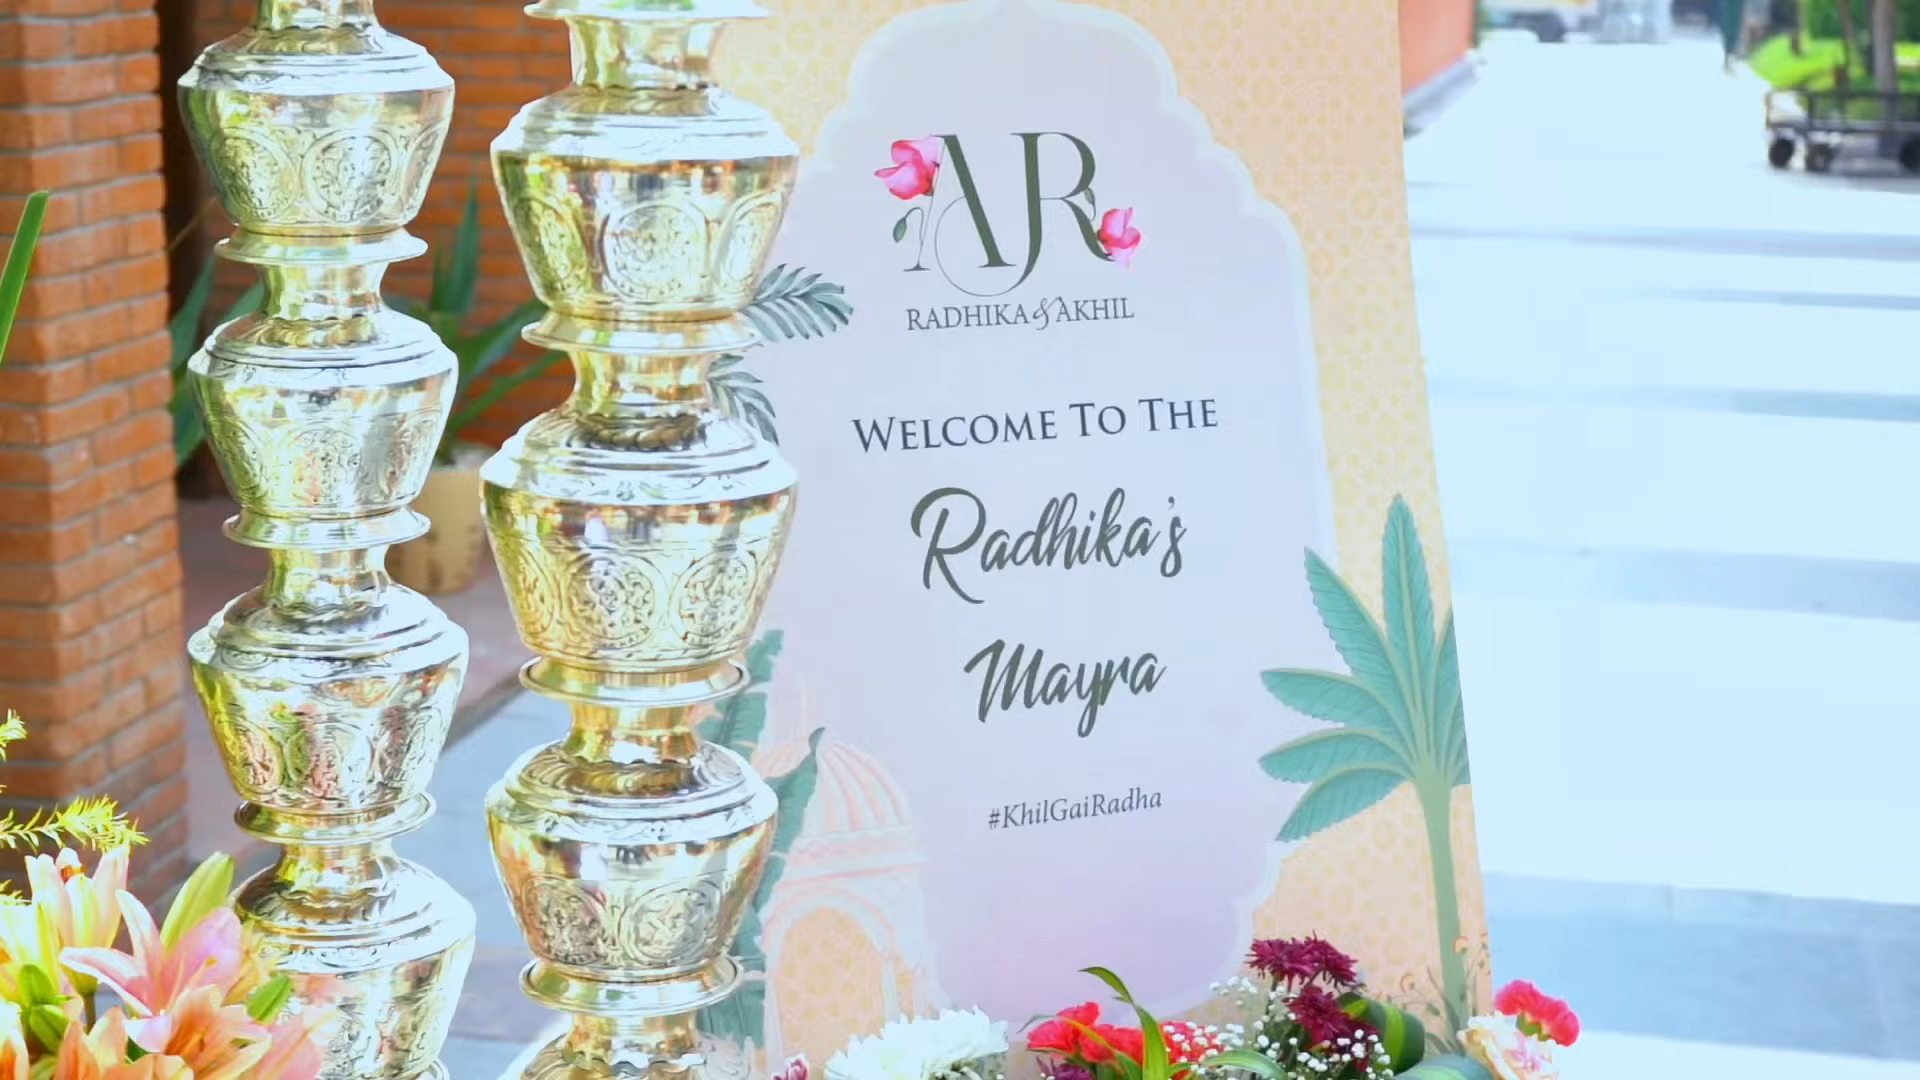 AR
RADHIKA & AKHIL
WELCOME TO THE
Radhika's
Mayra
#KhilGaiRadha